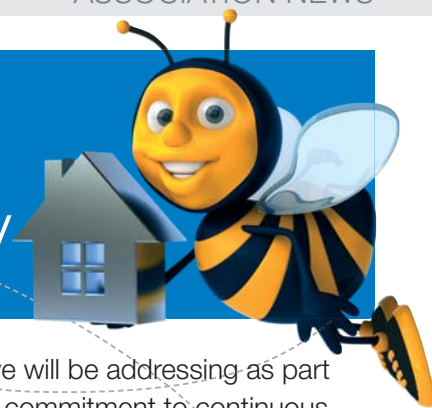 ASSOCIATION NEWS
y
e will be addressing as part
commitment to continuous